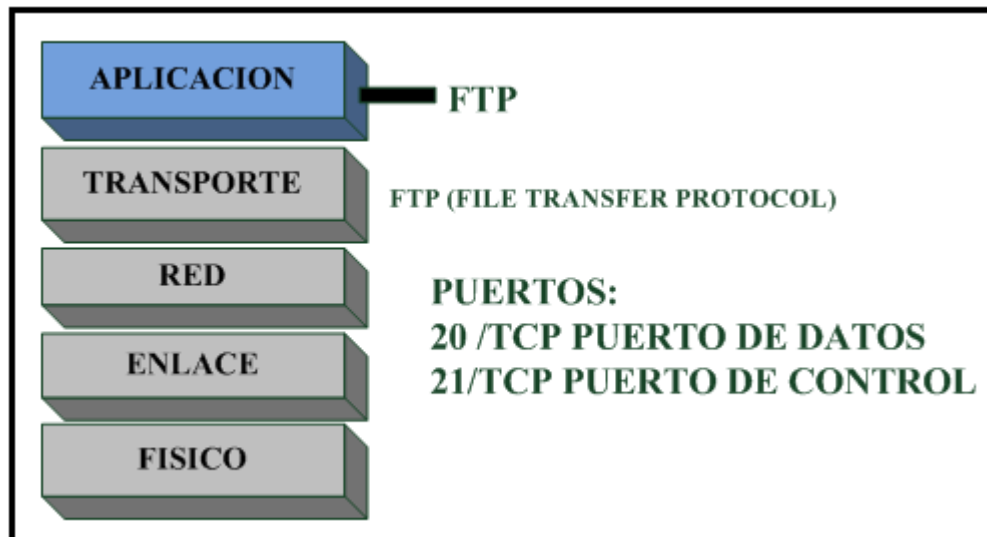 APLICACION
FTP
TRANSPORTE
FTP (FILE TRANSFER PROTOCOL)
RED
PUERTOS:
20 /TCP PUERTO DE DATOS
ENLACE
21/TCP PUERTO DE CONTROL
FISICO